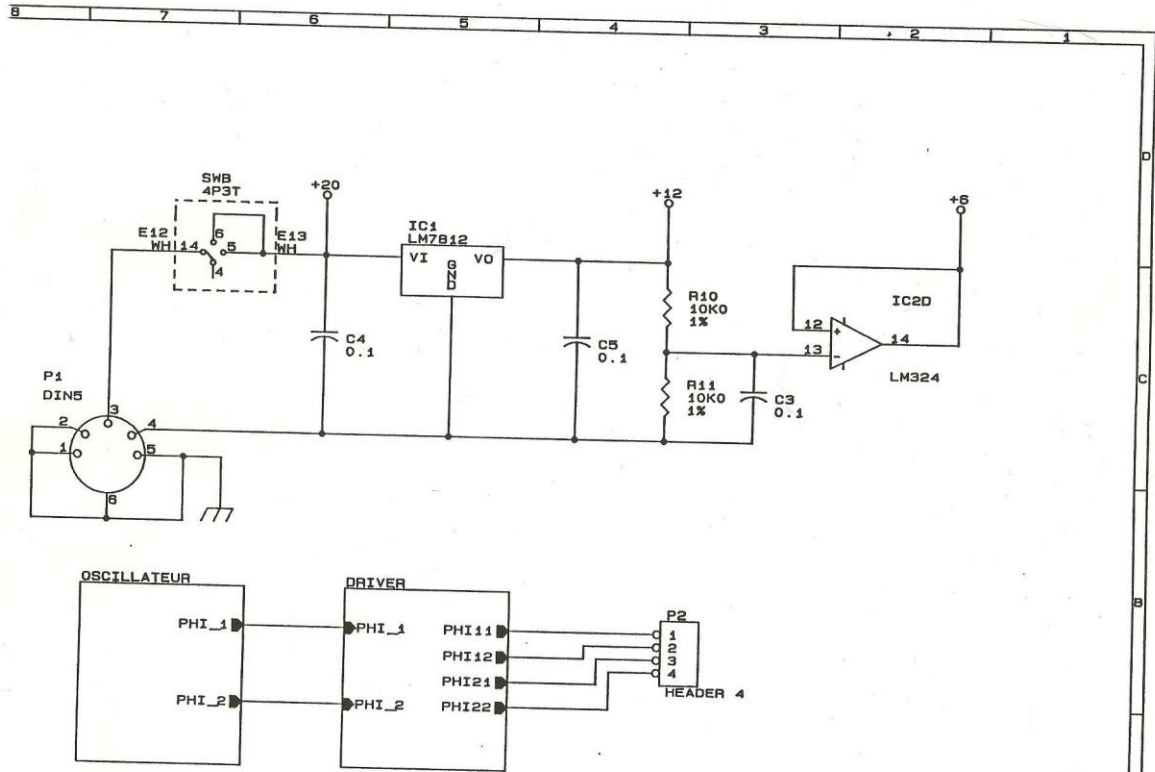 8 7 6 5 4 3 2 1
D
SWB
4P3T
+20
+12
+6
E12
WH
14
6
5
4
E13
WH
IC1
LM7812
VI
GND
VO
R10
10K0
1%
IC2D
12
+
13
-
14
LM324
C4
0.1
C5
0.1
R11
10K0
1%
C3
0.1
C
P1
DIN5
2
3
4
1
5
6
OSCILLATEUR
PHI_1
PHI_2
DRIVER
PHI_1
PHI_2
PHI11
PHI12
PHI21
PHI22
P2
1
2
3
4
HEADER 4
B